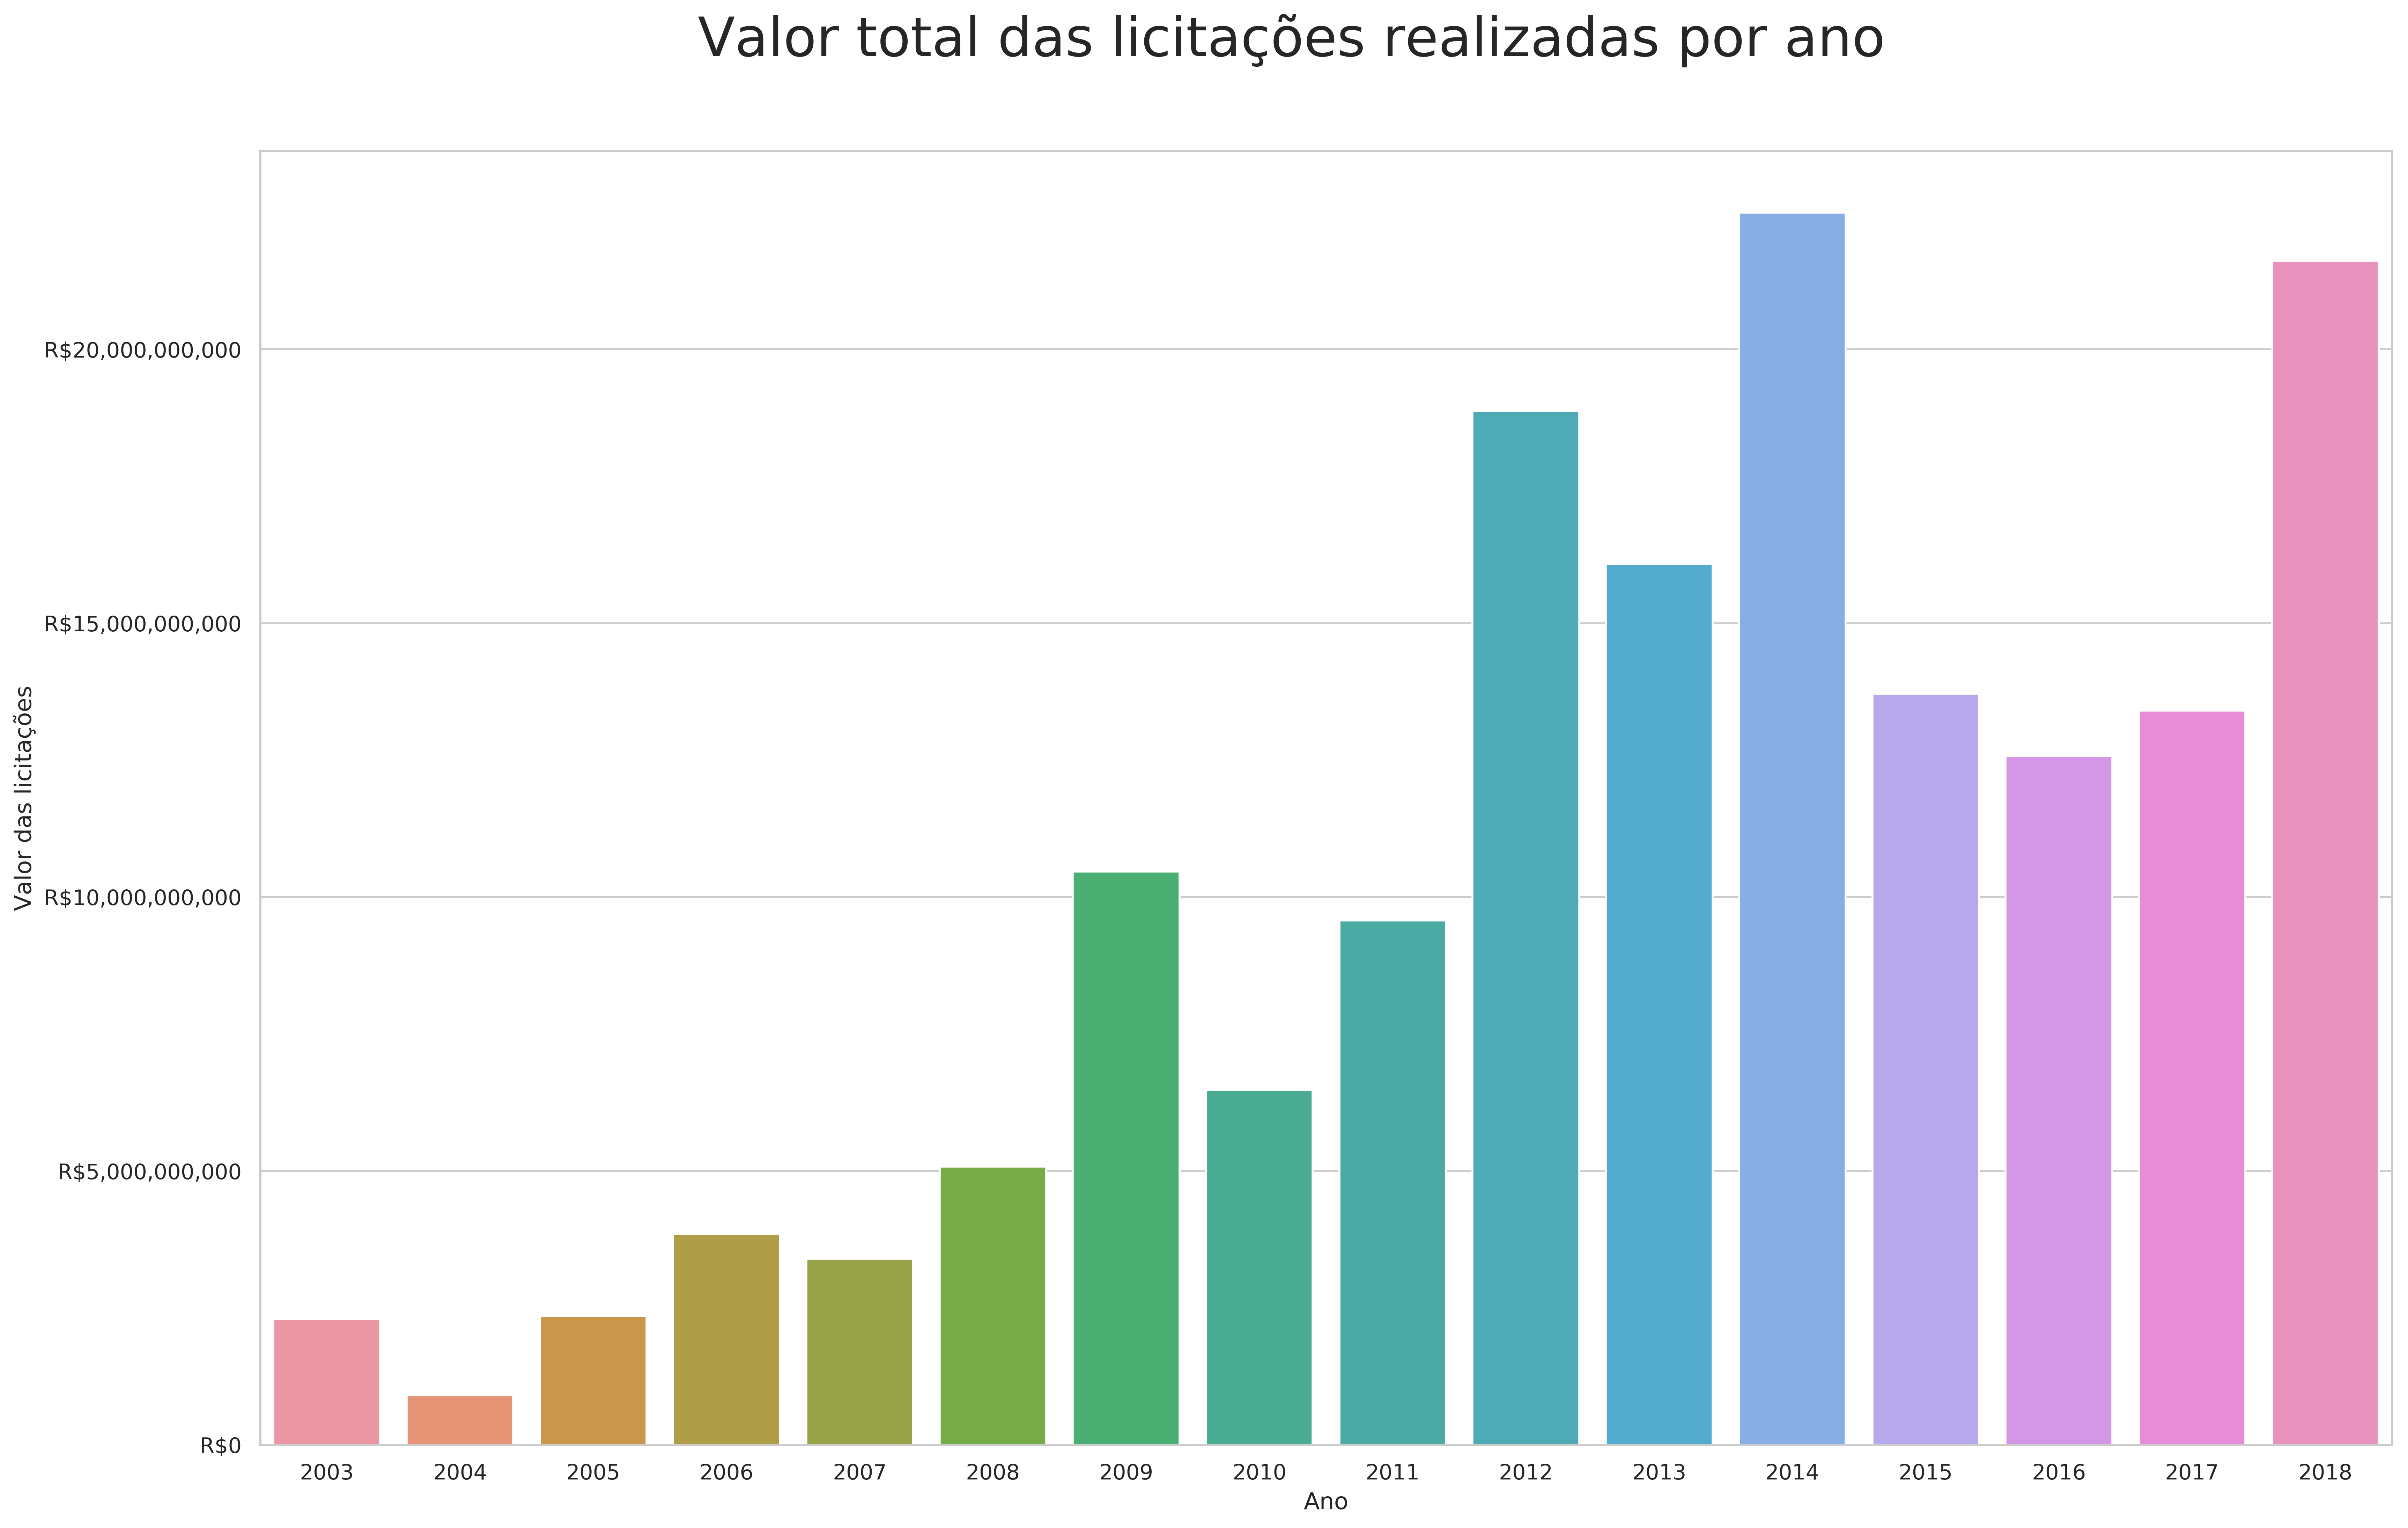 Valor total das licitações realizadas por ano
Valor das licitações
R$20,000,000,000
R$15,000,000,000
R$10,000,000,000
R$5,000,000,000
R$0
2003 2004 2005 2006 2007 2008 2009 2010 2011 2012 2013 2014 2015 2016 2017 2018
Ano